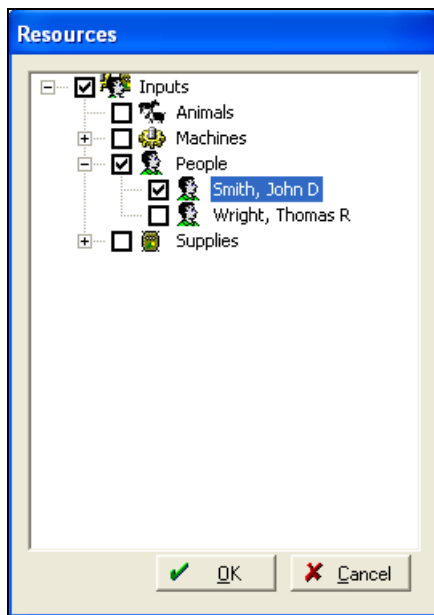 Resources
Inputs
Animals
Machines
People
Smith, John D
Wright, Thomas R
Supplies
OK Cancel